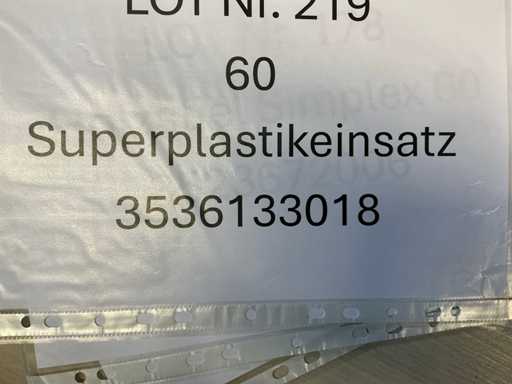 LOT Nr. 219
60
Superplastikeinsatz
3536133018